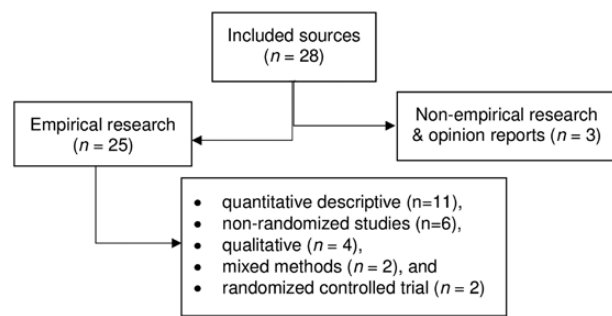 Included sources
(n = 28)
Empirical research
(n = 25)
Non-empirical research
& opinion reports (n = 3)
• quantitative descriptive (n=11),
• non-randomized studies (n=6),
• qualitative (n = 4),
• mixed methods (n = 2), and
• randomized controlled trial (n = 2)